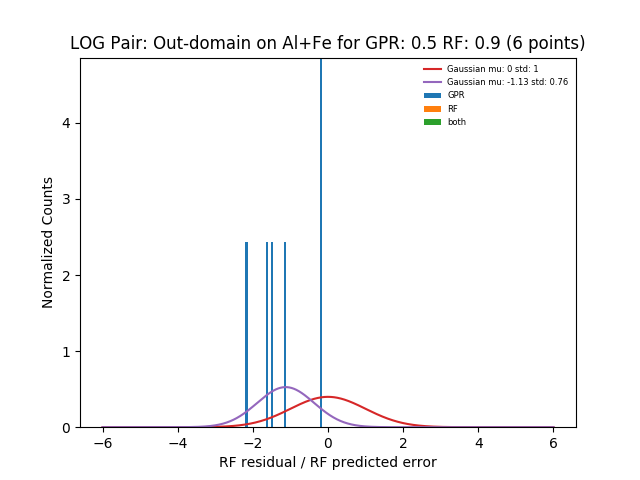 LOG Pair: Out-domain on Al+Fe for GPR: 0.5 RF: 0.9 (6 points)
Gaussian mu: 0 std: 1
Gaussian mu: -1.13 std: 0.76
GPR
RF
both
Normalized Counts
4
3
2
1
0
−6
−4
−2
0
2
4
6
RF residual / RF predicted error